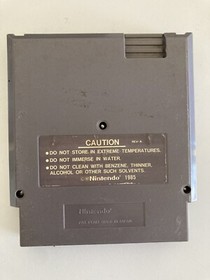 CAUTION REV-A
● DO NOT STORE IN EXTREME TEMPERATURES.
● DO NOT IMMERSE IN WATER.
● DO NOT CLEAN WITH BENZENE, THINNER,
ALCOHOL OR OTHER SUCH SOLVENTS.
©Nintendo 1985
Nintendo